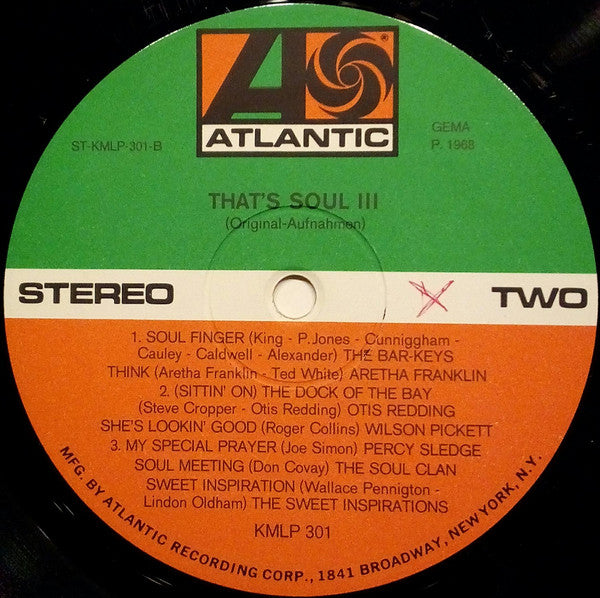 ATLANTIC
®
ST-KMLP-301-B
GEMA
P. 1968
THAT'S SOUL III
(Original-Aufnahmen)
STEREO
TWO
1. SOUL FINGER (King - P.Jones - Cunniggham -
Cauley - Caldwell - Alexander) THE BAR-KEYS
THINK (Aretha Franklin - Ted White) ARETHA FRANKLIN
2. (SITTIN' ON) THE DOCK OF THE BAY
(Steve Cropper - Otis Redding) OTIS REDDING
SHE'S LOOKIN' GOOD (Roger Collins) WILSON PICKETT
3. MY SPECIAL PRAYER (Joe Simon) PERCY SLEDGE
SOUL MEETING (Don Covay) THE SOUL CLAN
SWEET INSPIRATION (Wallace Pennigton -
Lindon Oldham) THE SWEET INSPIRATIONS
KMLP 301
MFG. BY ATLANTIC RECORDING CORP., 1841 BROADWAY, NEW YORK, N.Y.